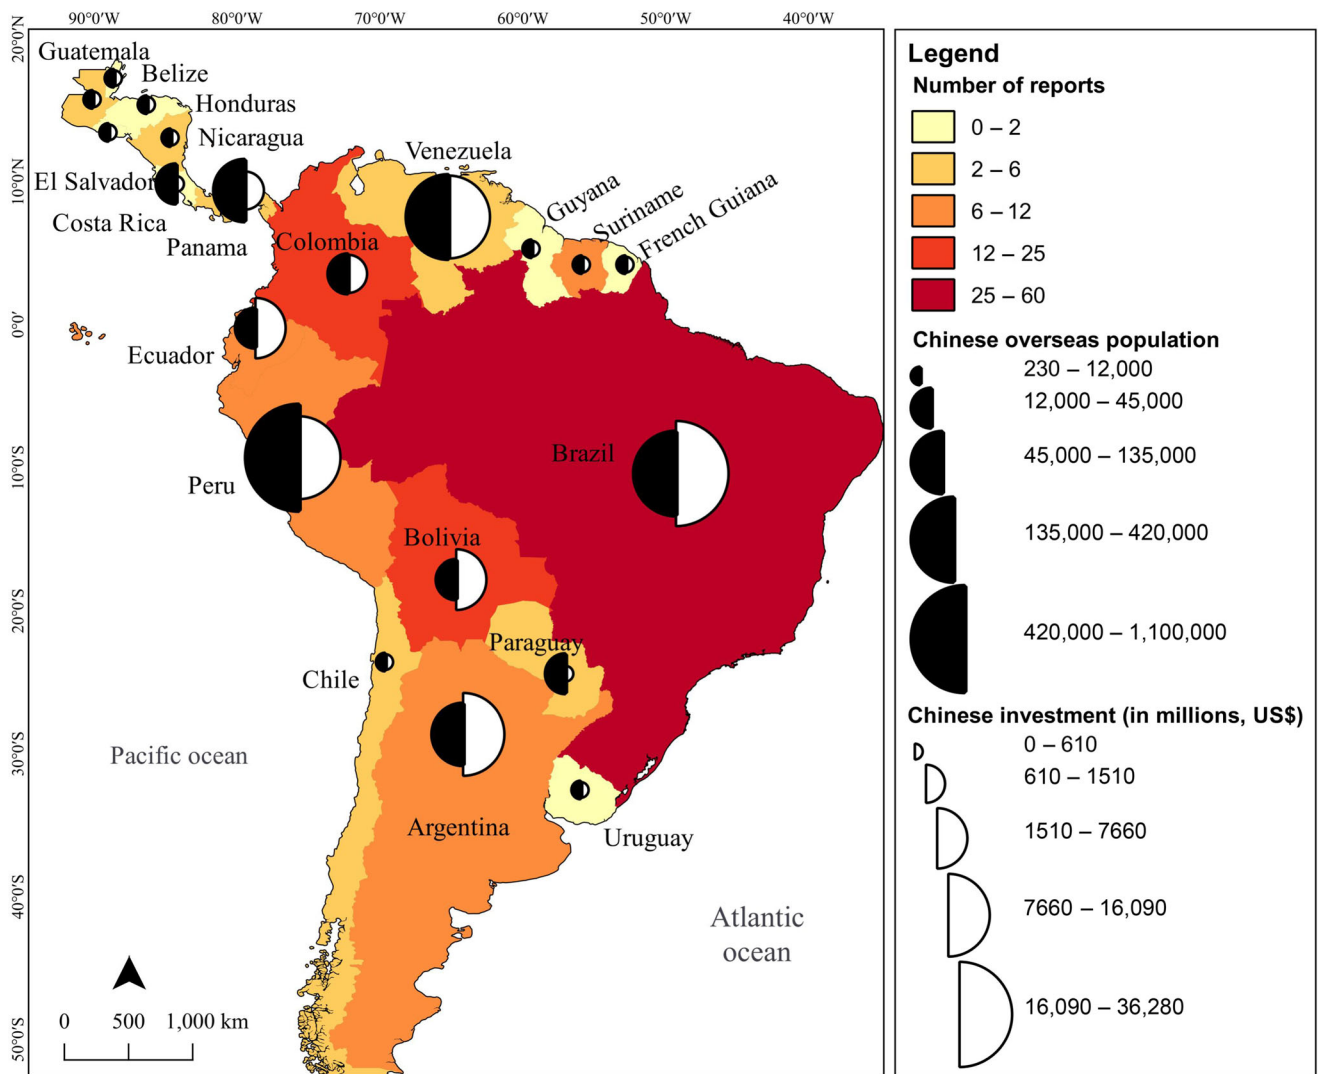 90°0'W 80°0'W 70°0'W 60°0'W 50°0'W 40°0'W
20°0'N
10°0'N
0°0'
10°0'S
20°0'S
30°0'S
40°0'S
50°0'S
Guatemala
Belize
Honduras
Nicaragua
El Salvador
Costa Rica
Panama
Venezuela
Guyana
Suriname
French Guiana
Colombia
Ecuador
Peru
Brazil
Bolivia
Paraguay
Chile
Argentina
Uruguay
Pacific ocean
Atlantic
ocean
0 500 1,000 km
Legend
Number of reports
0 – 2
2 – 6
6 – 12
12 – 25
25 – 60
Chinese overseas population
230 – 12,000
12,000 – 45,000
45,000 – 135,000
135,000 – 420,000
420,000 – 1,100,000
Chinese investment (in millions, US$)
0 – 610
610 – 1510
1510 – 7660
7660 – 16,090
16,090 – 36,280